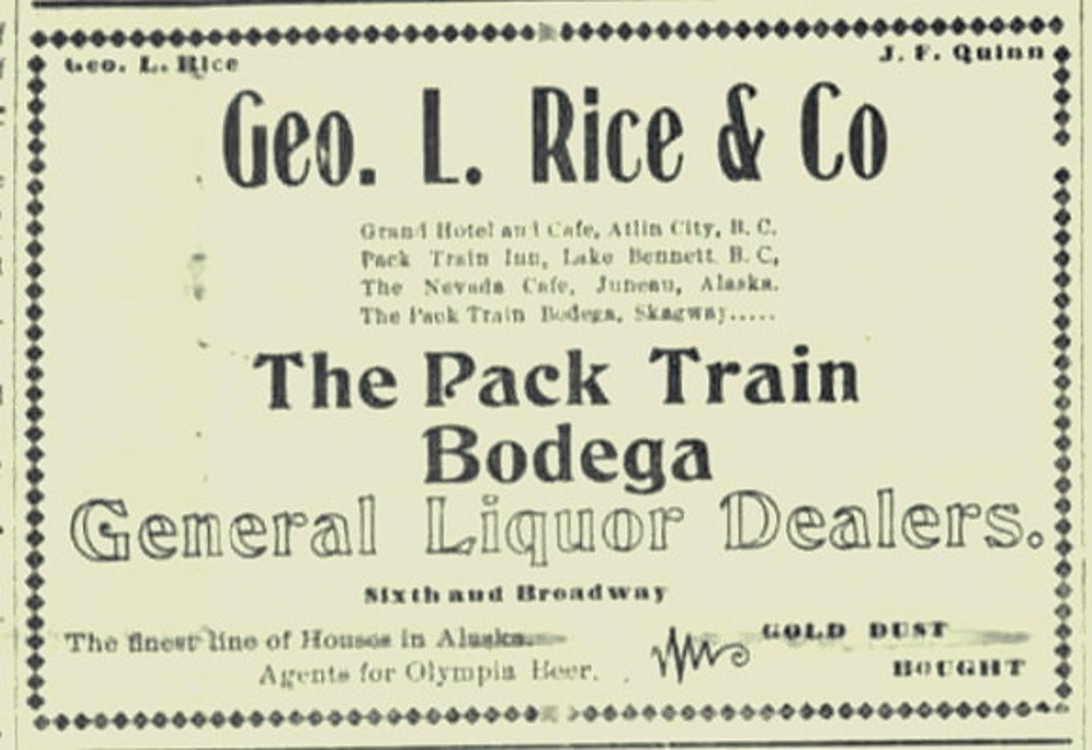 Geo. L. Rice
J. F. Quinn
Geo. L. Rice & Co
Grand Hotel and Cafe, Atlin City, B. C.
Pack Train Inn, Lake Bennett B. C,
The Nevada Cafe, Juneau, Alaska.
The Pack Train Bodega, Skagway.....
The Pack Train
Bodega
General Liquor Dealers.
Sixth and Broadway
The finest line of Houses in Alaska.
Agents for Olympia Beer.
GOLD DUST
BOUGHT